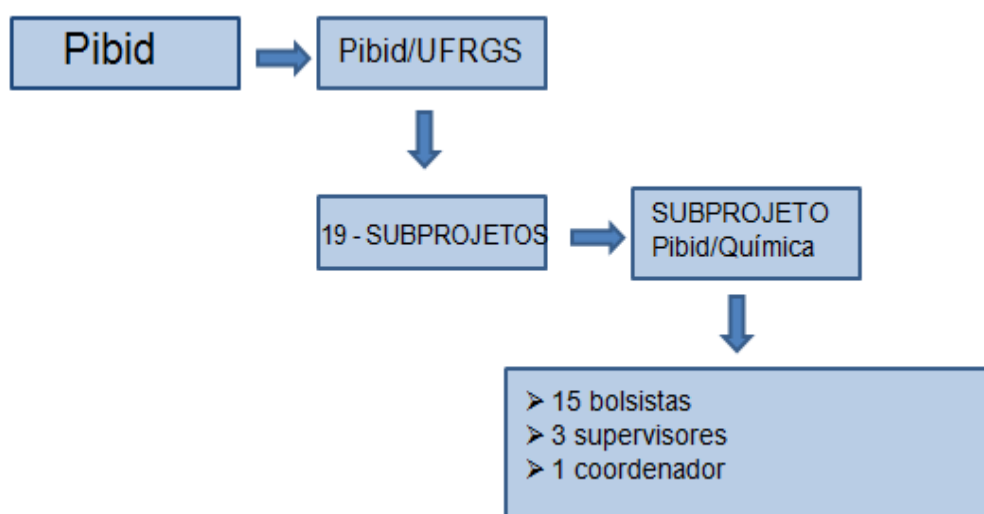 Pibid
Pibid/UFRGS
19 - SUBPROJETOS
SUBPROJETO
Pibid/Química
➢ 15 bolsistas
➢ 3 supervisores
➢ 1 coordenador